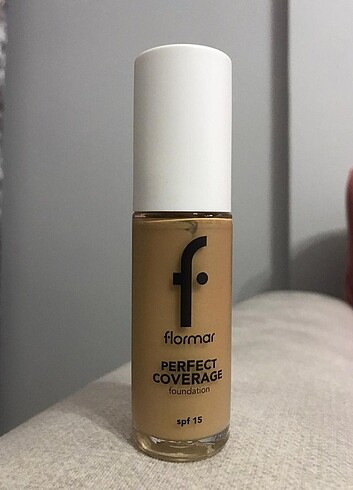 f
flormar
PERFECT
COVERAGE
foundation
spf 15